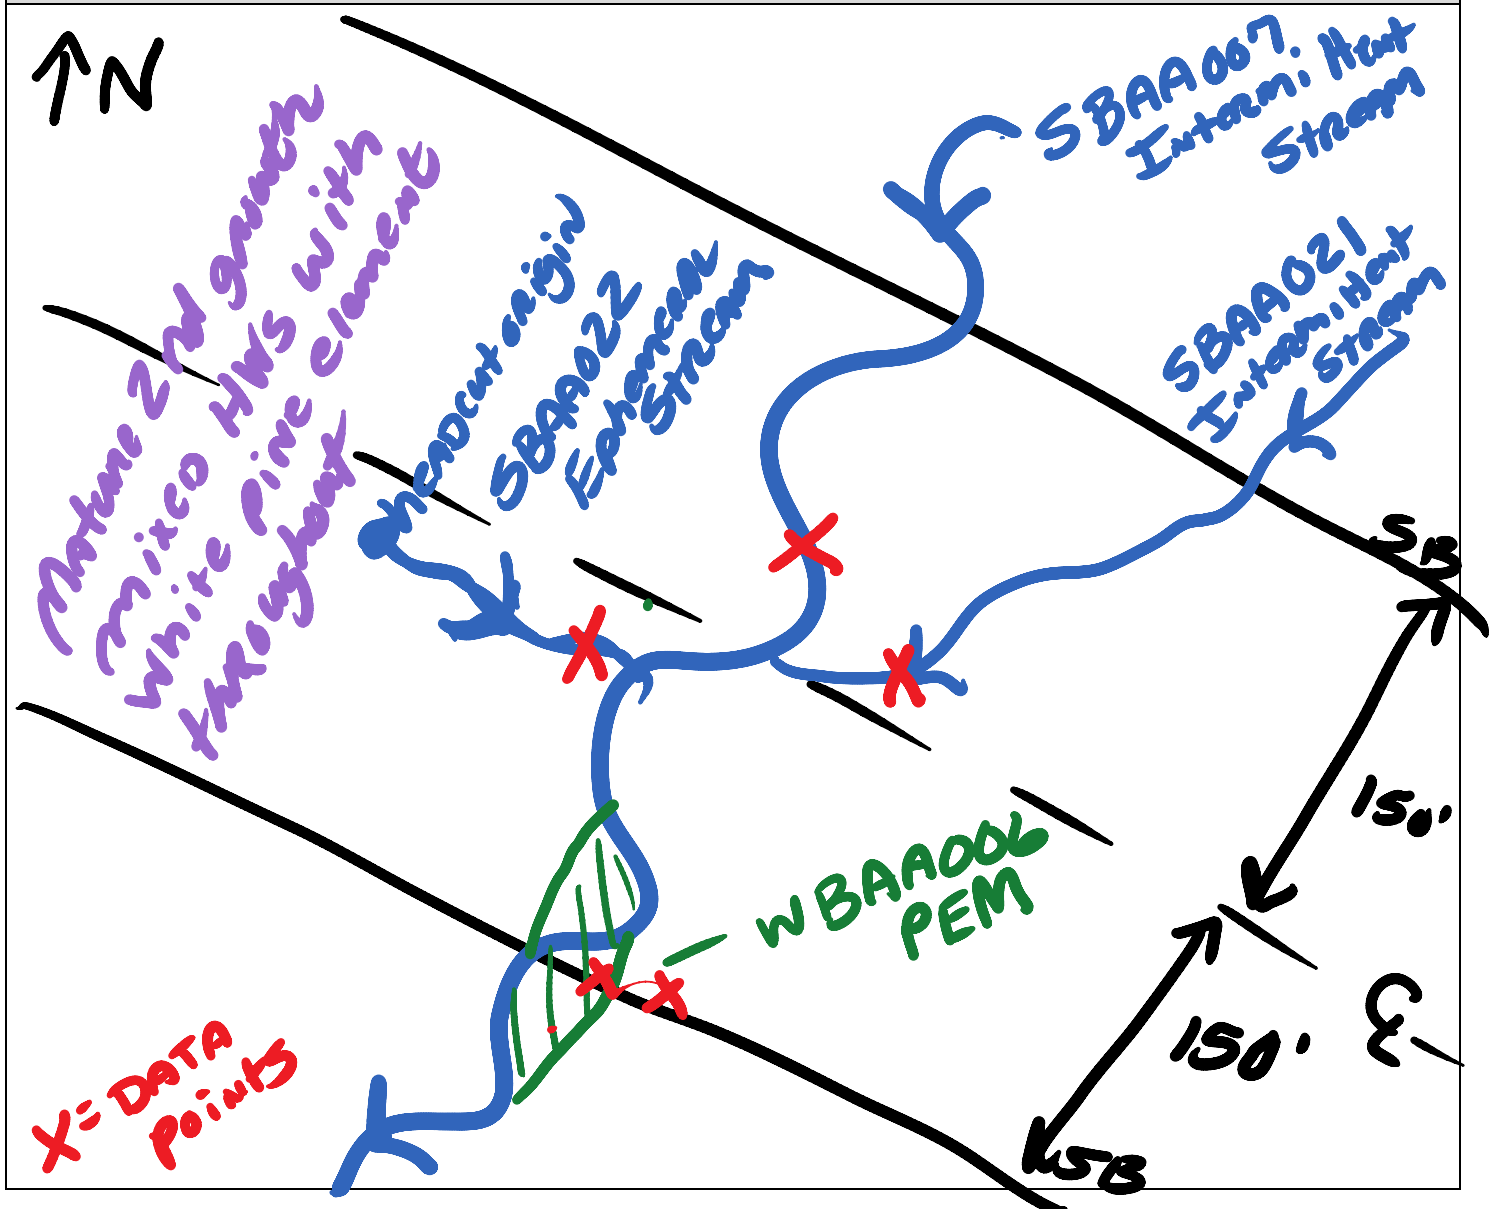 N
Mature 2nd growth
mixed HWS with
white pine element
throughout
Headcut origin
SBAA022
Ephemeral
Stream
SBAA007
Intermittent
Stream
SBAA021
Intermittent
Stream
SB
150'
WBAA006
PEM
150'
℄
SB
X = DATA
Points